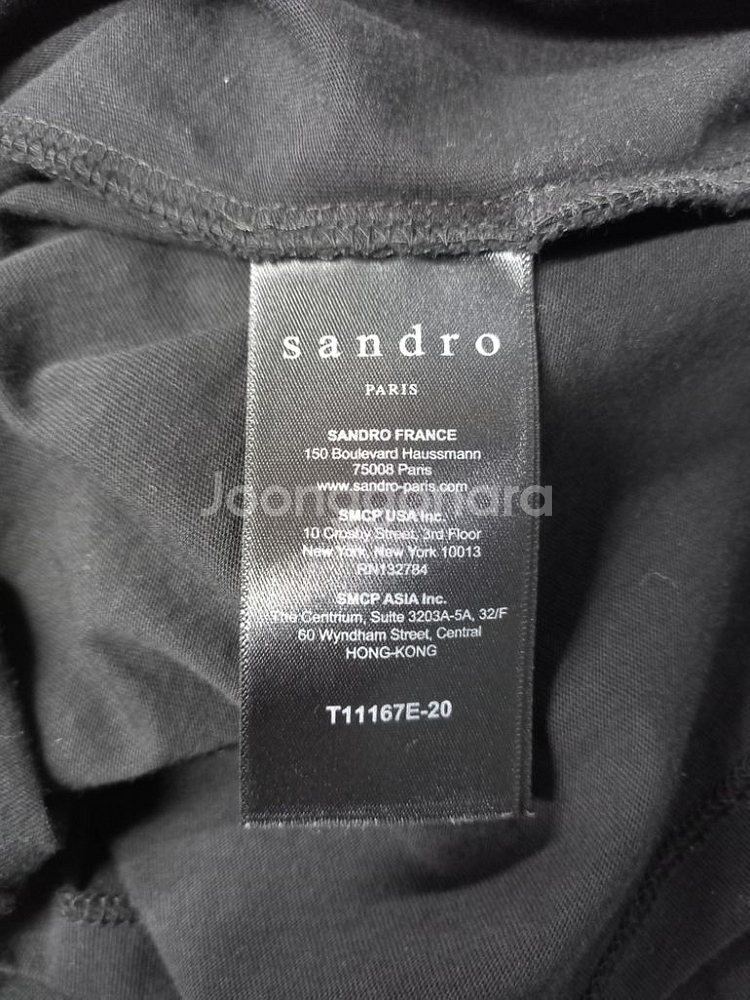 sandro
PARIS
SANDRO FRANCE
150 Boulevard Haussmann
75008 Paris
www.sandro-paris.com
Joonggonara
SMCP USA Inc.
10 Crosby Street, 3rd Floor
New York, New York 10013
RN132784
SMCP ASIA Inc.
The Centrium, Suite 3203A-5A, 32/F
60 Wyndham Street, Central
HONG-KONG
T11167E-20